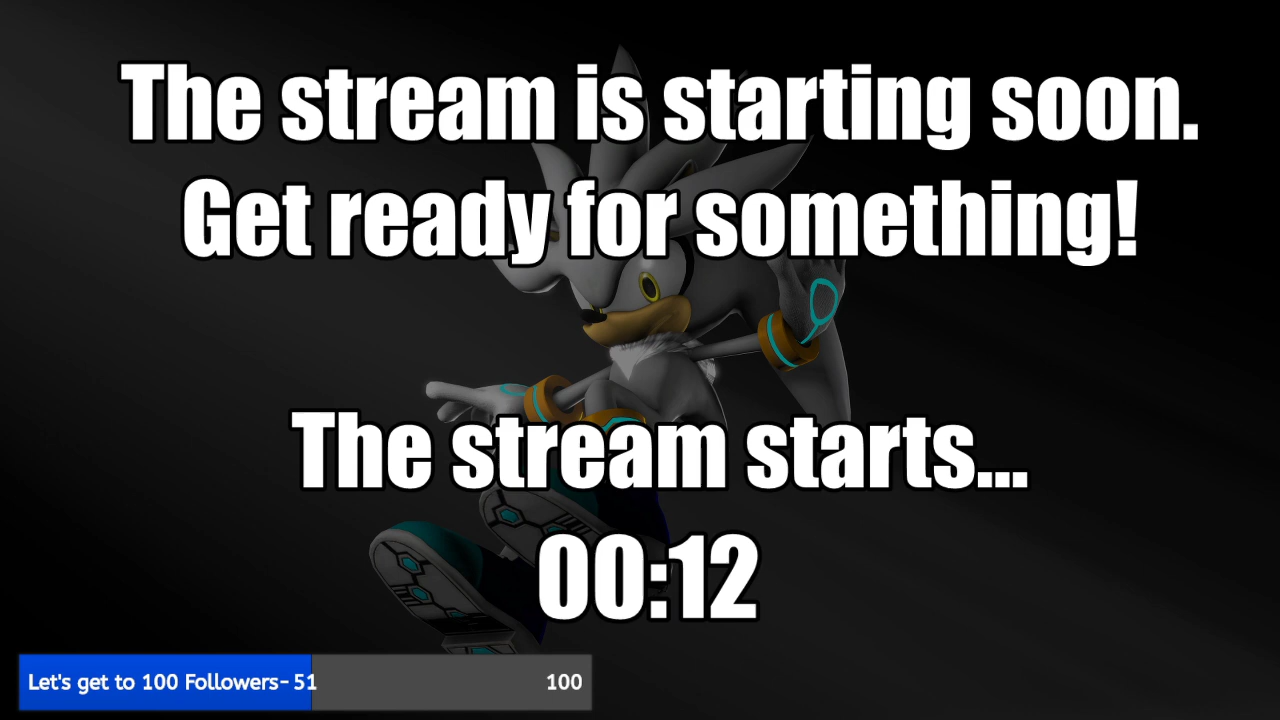 The stream is starting soon.
Get ready for something!
The stream starts...
00:12
Let's get to 100 Followers- 51 100